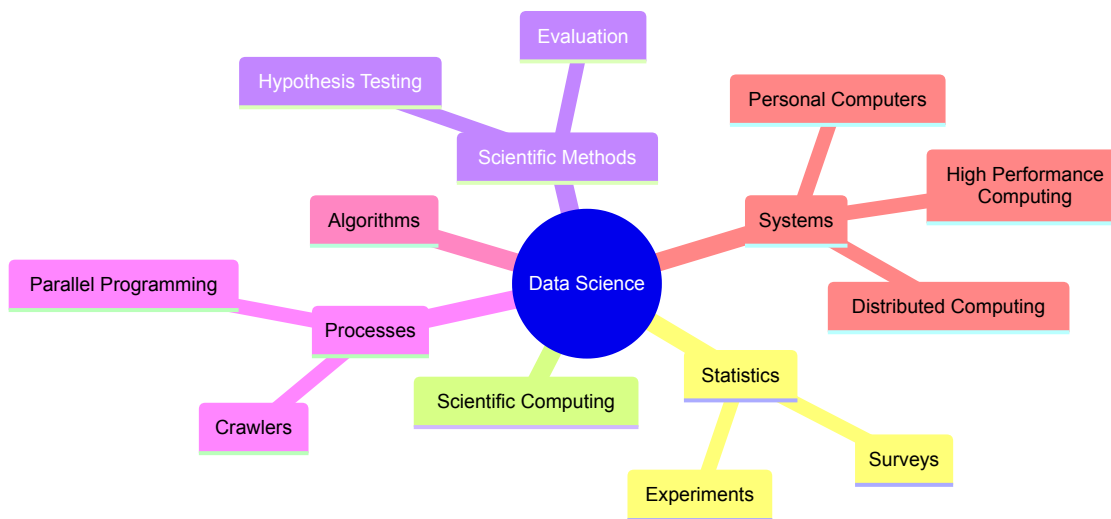 Evaluation
Hypothesis Testing
Personal Computers
Scientific Methods
High Performance
Computing
Algorithms
Systems
Data Science
Parallel Programming
Distributed Computing
Processes
Statistics
Scientific Computing
Crawlers
Surveys
Experiments